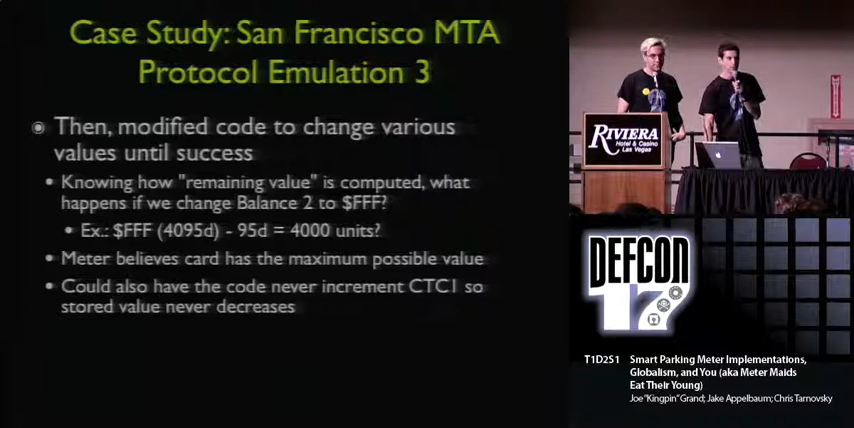 Case Study: San Francisco MTA
Protocol Emulation 3
Then, modified code to change various
values until success
Knowing how "remaining value" is computed, what
happens if we change Balance 2 to $FFF?
Ex.: $FFF (4095d) - 95d = 4000 units?
Meter believes card has the maximum possible value
Could also have the code never increment CTC1 so
stored value never decreases
RIVIERA
Hotel & Casino
Las Vegas
DEFCON
17
T1D2S1 Smart Parking Meter Implementations,
Globalism, and You (aka Meter Maids
Eat Their Young)
Joe "Kingpin" Grand; Jake Appelbaum; Chris Tarnovsky